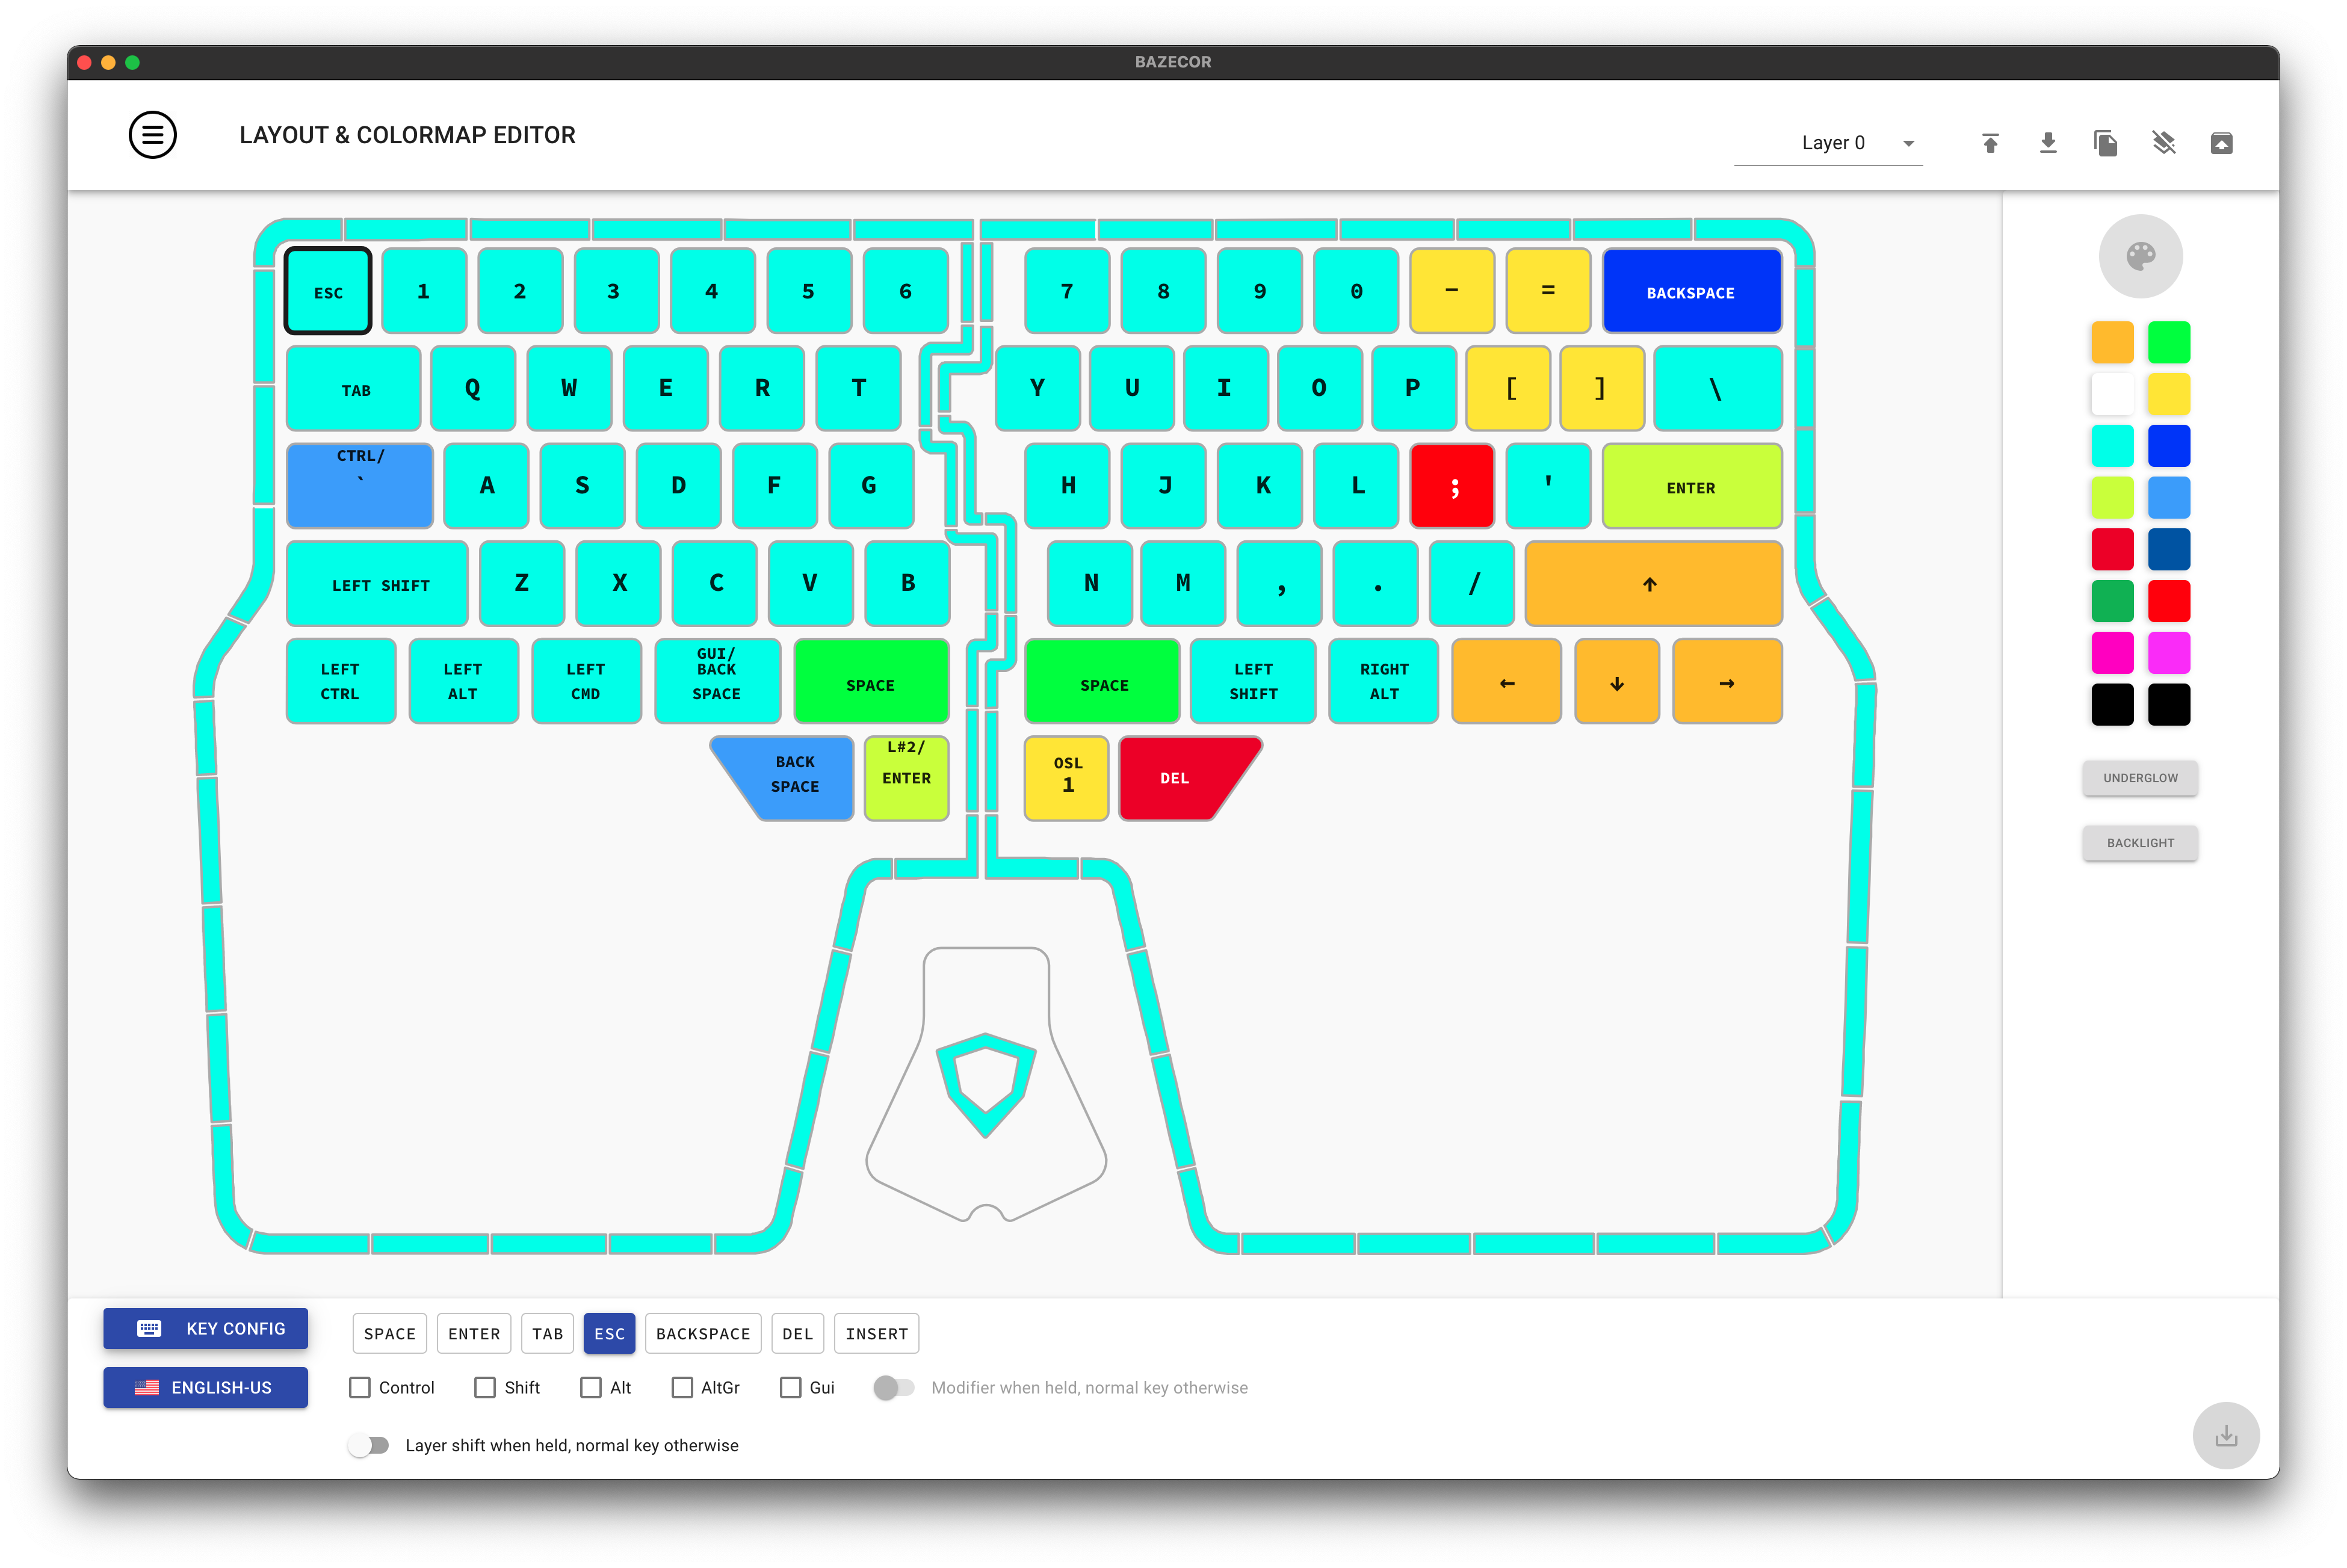 BAZECOR
LAYOUT & COLORMAP EDITOR
Layer 0
ESC 1 2 3 4 5 6 7 8 9 0 - = BACKSPACE
TAB Q W E R T Y U I O P [ ] \
CTRL/
` A S D F G H J K L ; ' ENTER
LEFT SHIFT Z X C V B N M , . / ↑
LEFT
CTRL
LEFT
ALT
LEFT
CMD
GUI/
BACK
SPACE
SPACE
SPACE
LEFT
SHIFT
RIGHT
ALT
← ↓ →
BACK
SPACE
L#2/
ENTER
OSL
1
DEL
UNDERGLOW
BACKLIGHT
KEY CONFIG
SPACE ENTER TAB ESC BACKSPACE DEL INSERT
ENGLISH-US
Control Shift Alt AltGr Gui Modifier when held, normal key otherwise
Layer shift when held, normal key otherwise